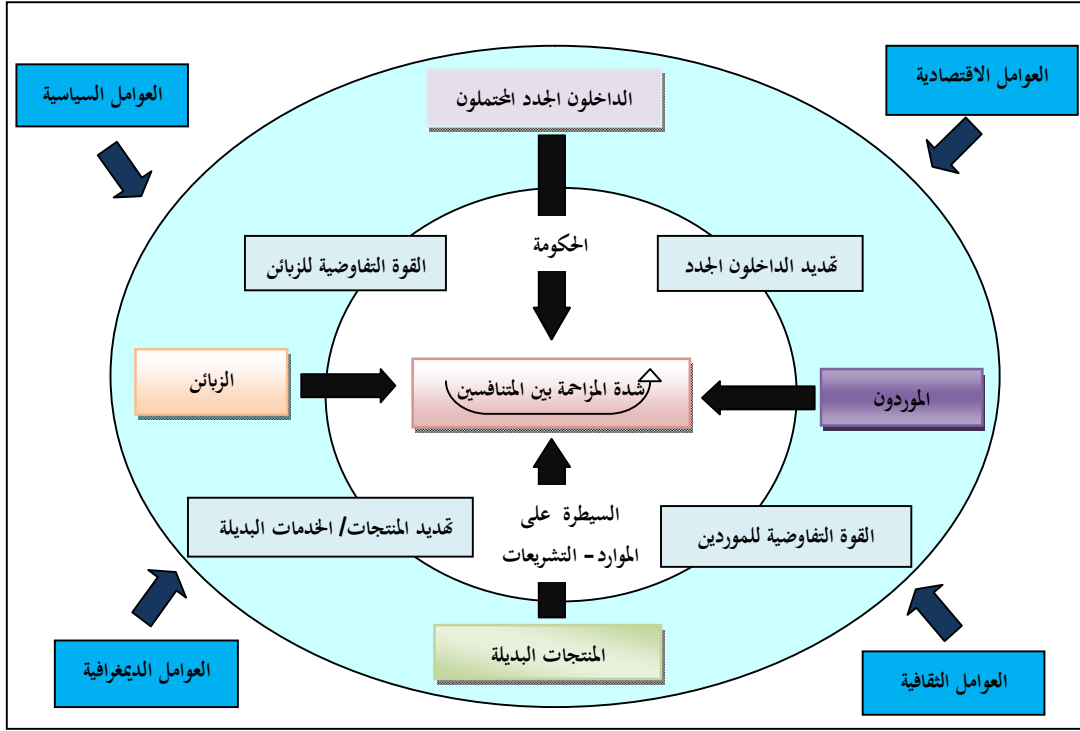 العوامل الاقتصادية
العوامل السياسية
الداخلون الجدد المحتملون
الحكومة
تهديد الداخلون الجدد
القوة التفاوضية للزبائن
الموردون
شدة المزاحمة بين المتنافسين
الزبائن
القوة التفاوضية للموردين
السيطرة على
الموارد - التشريعات
تهديد المنتجات/ الخدمات البديلة
المنتجات البديلة
العوامل الثقافية
العوامل الديمغرافية